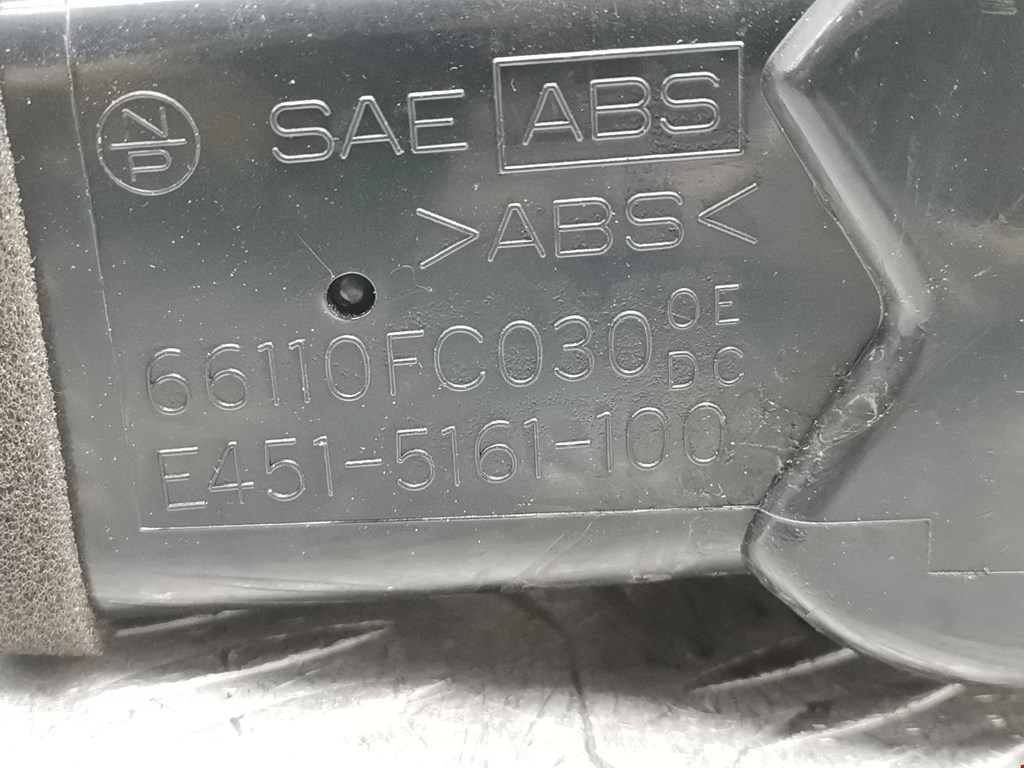 N/P SAE ABS
>ABS<
66110FC030 OE DC
E451-5161-100